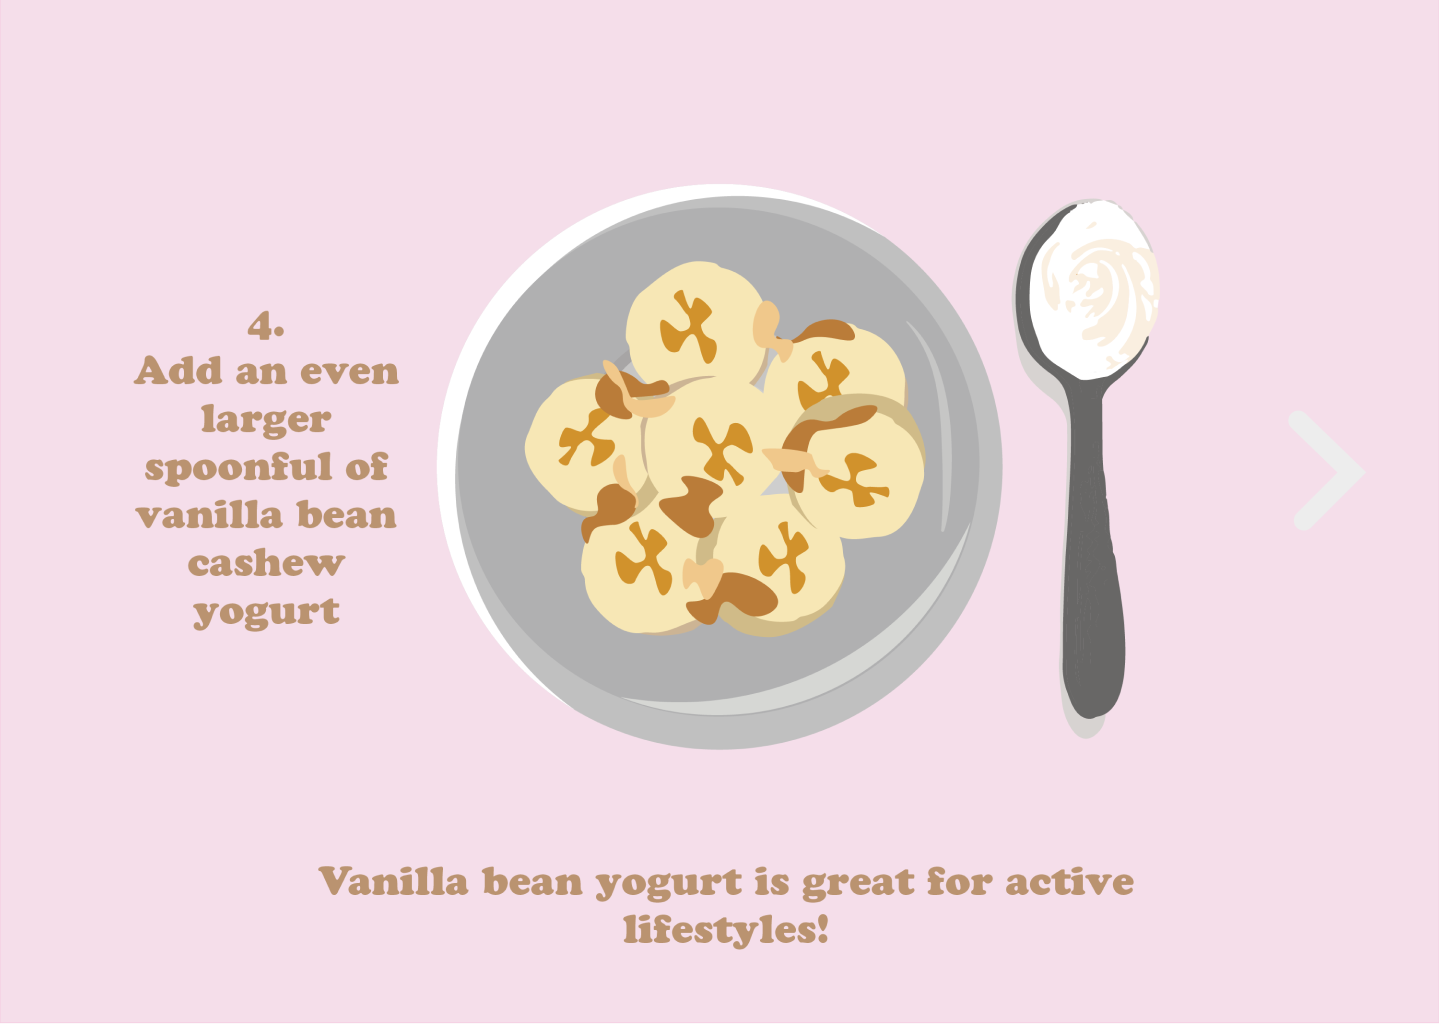 4.
Add an even
larger
spoonful of
vanilla bean
cashew
yogurt
Vanilla bean yogurt is great for active
lifestyles!